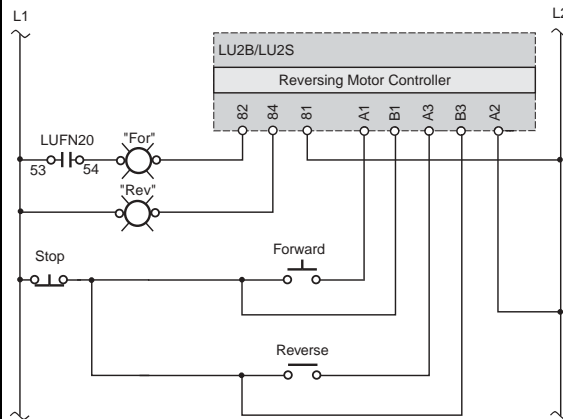 L1
L2
LU2B/LU2S
Reversing Motor Controller
82 84 81 A1 B1 A3 B3 A2
LUFN20 "For"
53 54
"Rev"
Stop
Forward
Reverse